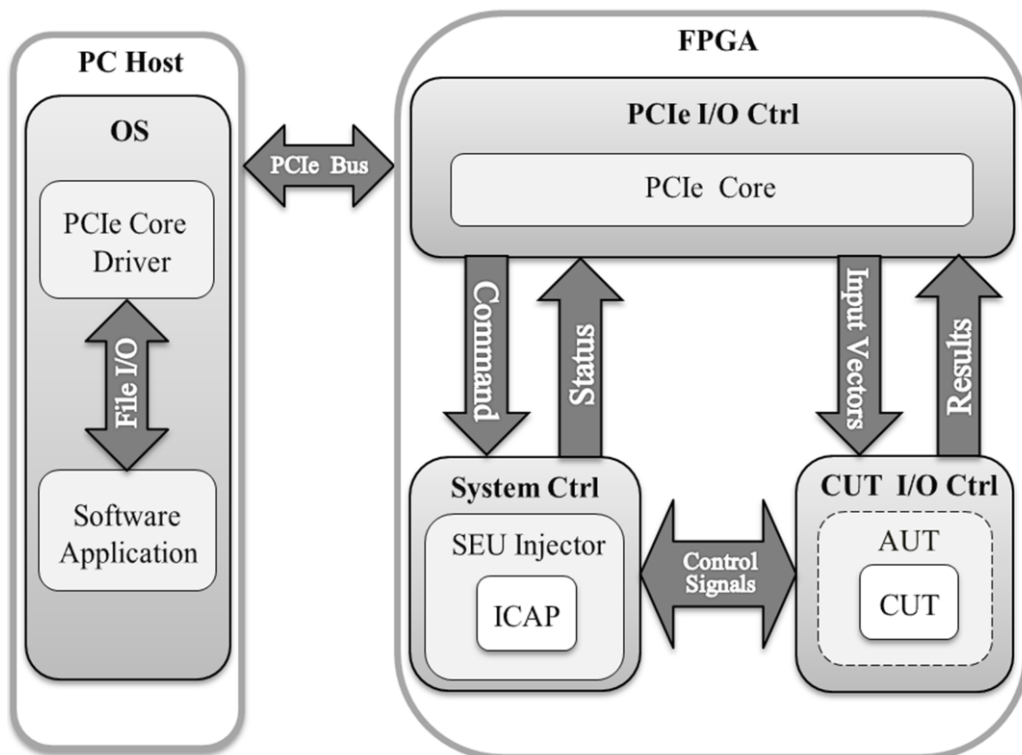 PC Host
OS
PCIe Core
Driver
File I/O
Software
Application
PCIe Bus
FPGA
PCIe I/O Ctrl
PCIe Core
Command
Status
Input Vectors
Results
System Ctrl
SEU Injector
ICAP
Control
Signals
CUT I/O Ctrl
AUT
CUT